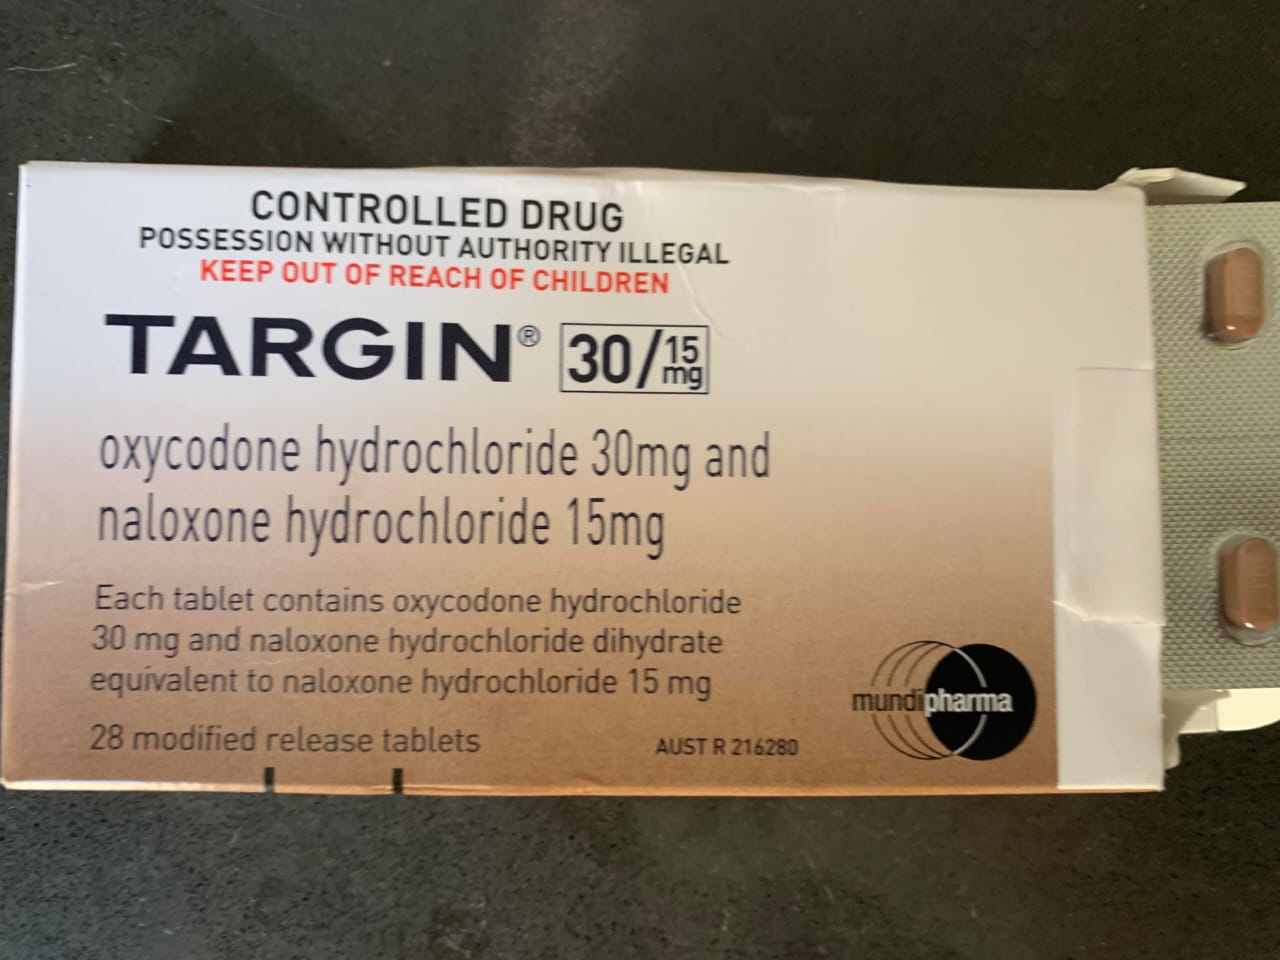 CONTROLLED DRUG
POSSESSION WITHOUT AUTHORITY ILLEGAL
KEEP OUT OF REACH OF CHILDREN
TARGIN® 30/15 mg
oxycodone hydrochloride 30mg and
naloxone hydrochloride 15mg
Each tablet contains oxycodone hydrochloride
30 mg and naloxone hydrochloride dihydrate
equivalent to naloxone hydrochloride 15 mg
28 modified release tablets
AUST R 216280
mundipharma